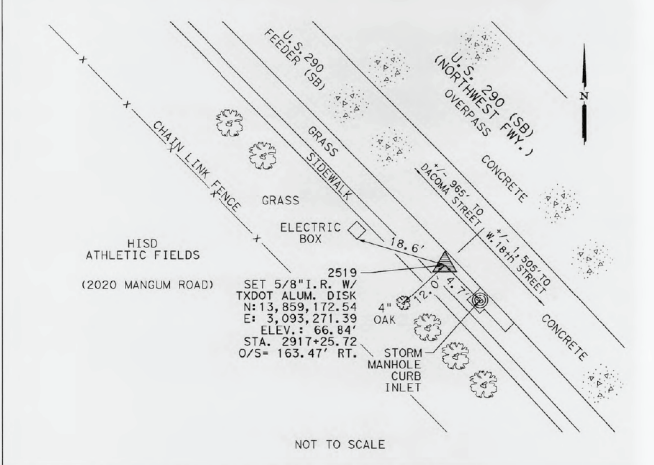 U.S. 290
FEEDER (SB)
U.S. 290 (SB)
(NORTHWEST FWY.)
OVERPASS
N
X
X
X
X
CHAIN LINK FENCE
GRASS
SIDEWALK
CONCRETE
+/- 965' TO
DACOMA STREET
+/- 1,505' TO
W. 18th STREET
GRASS
HISD
ATHLETIC FIELDS
(2020 MANGUM ROAD)
ELECTRIC
BOX
18.6'
2519
SET 5/8"I.R. W/
TXDOT ALUM. DISK
N:13,859,172.54
E: 3,093,271.39
ELEV.: 66.84'
STA. 2917+25.72
O/S= 163.47' RT.
4"
OAK
12.0'
4.7'
STORM
MANHOLE
CURB
INLET
CONCRETE
NOT TO SCALE